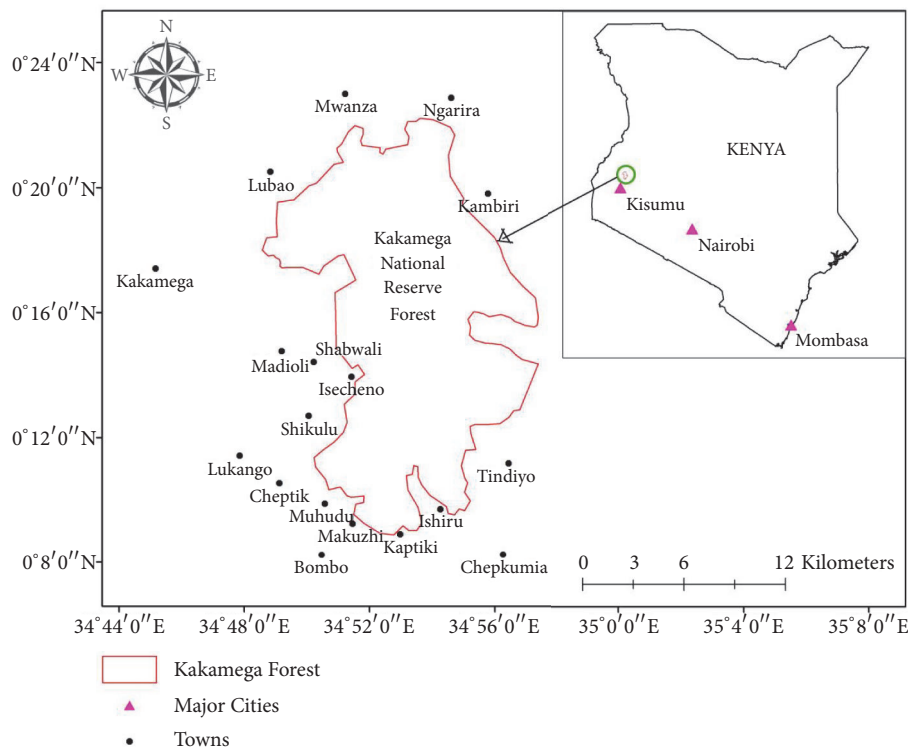 N
W E
S
0°24′0″N
0°20′0″N
0°16′0″N
0°12′0″N
0°8′0″N
Mwanza
Ngarira
Lubao
Kambiri
Kakamega
Kakamega
National
Reserve
Forest
Shabwali
Madioli
Isecheno
Shikulu
Lukango
Cheptik
Muhudu
Makuzhi
Bombo
Kaptiki
Ishiru
Tindiyo
Chepkumia
KENYA
Kisumu
Nairobi
Mombasa
0 3 6 12 Kilometers
34°44′0″E 34°48′0″E 34°52′0″E 34°56′0″E 35°0′0″E 35°4′0″E 35°8′0″E
Kakamega Forest
Major Cities
Towns